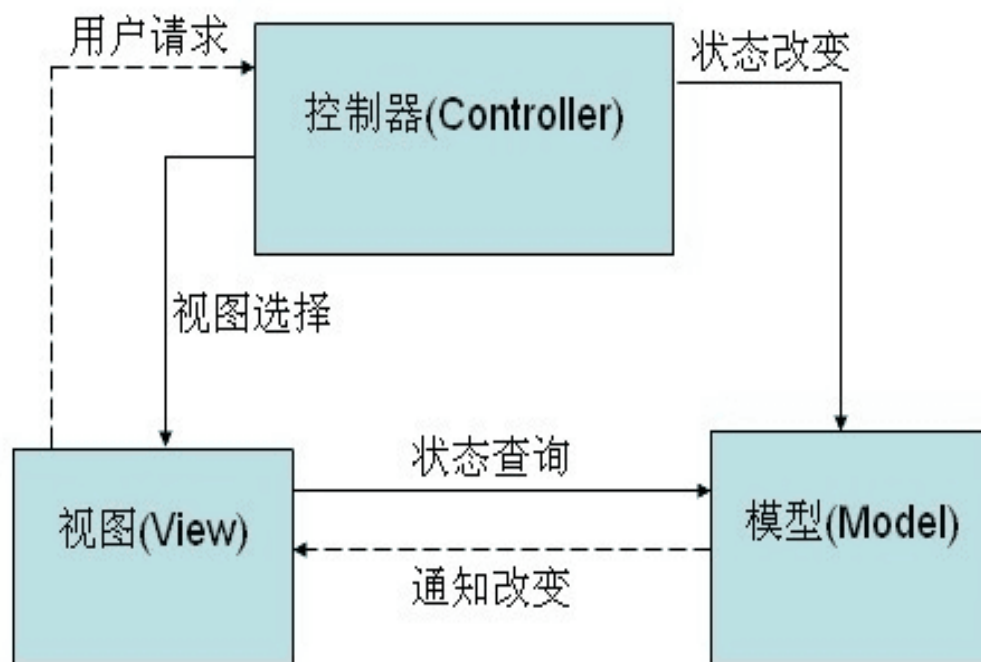 用户请求
状态改变
控制器(Controller)
视图选择
状态查询
视图(View)
模型(Model)
通知改变